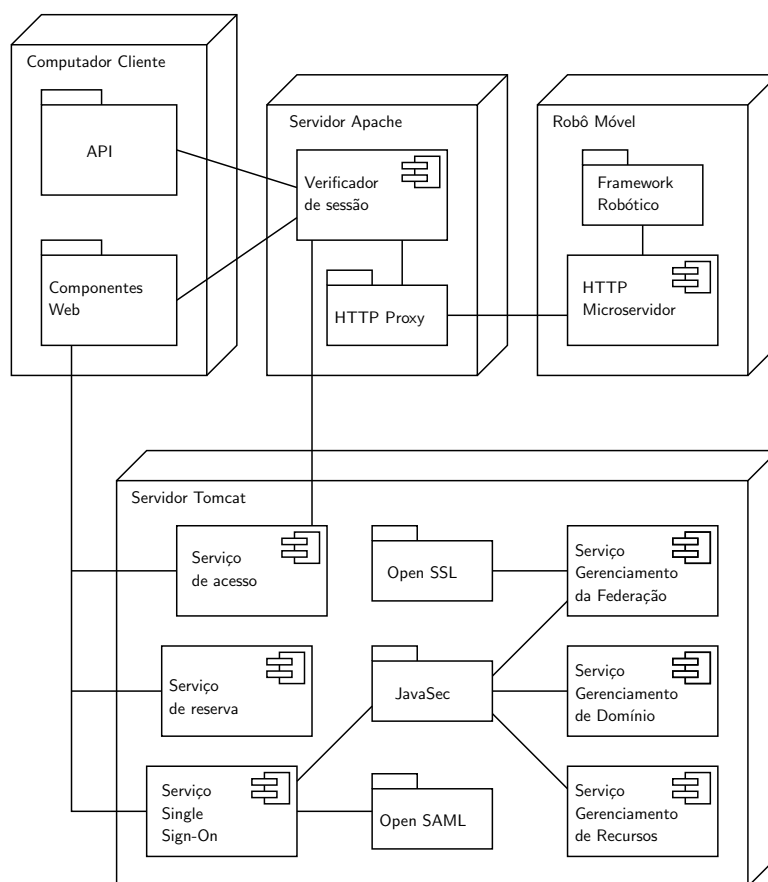 Computador Cliente
API
Componentes
Web
Servidor Apache
Verificador
de sessão
HTTP Proxy
Robô Móvel
Framework
Robótico
HTTP
Microservidor
Servidor Tomcat
Serviço
de acesso
Open SSL
Serviço
Gerenciamento
da Federação
Serviço
de reserva
JavaSec
Serviço
Gerenciamento
de Domínio
Serviço
Single
Sign-On
Open SAML
Serviço
Gerenciamento
de Recursos